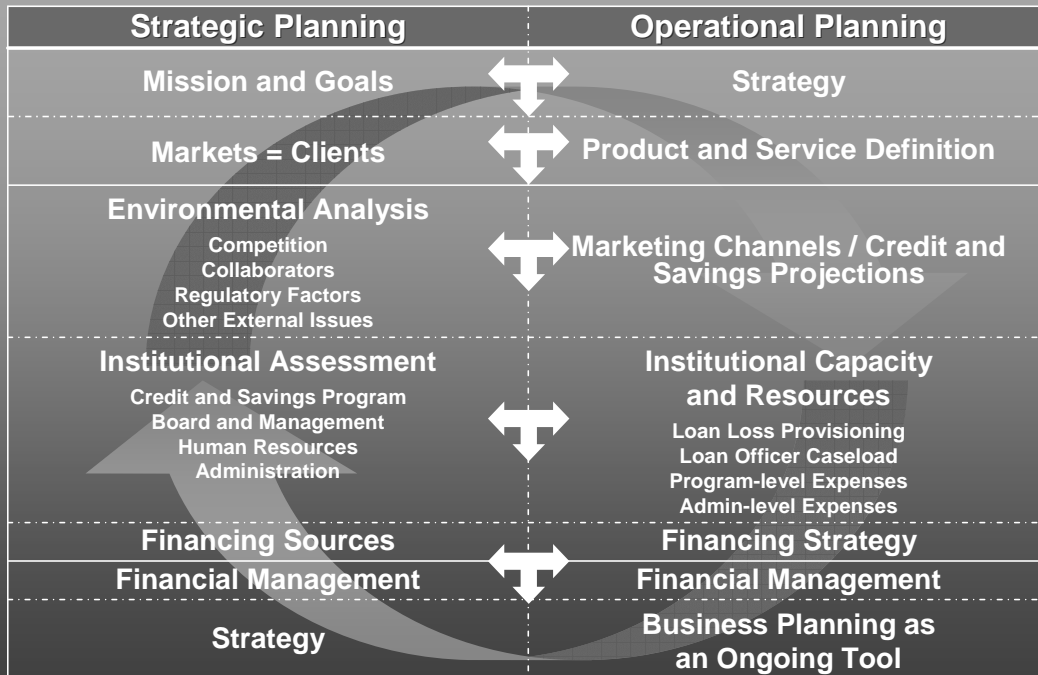 Strategic Planning
Operational Planning
Mission and Goals
Strategy
Markets = Clients
Product and Service Definition
Environmental Analysis
Competition
Collaborators
Regulatory Factors
Other External Issues
Marketing Channels / Credit and
Savings Projections
Institutional Assessment
Credit and Savings Program
Board and Management
Human Resources
Administration
Institutional Capacity
and Resources
Loan Loss Provisioning
Loan Officer Caseload
Program-level Expenses
Admin-level Expenses
Financing Sources
Financing Strategy
Financial Management
Financial Management
Strategy
Business Planning as
an Ongoing Tool